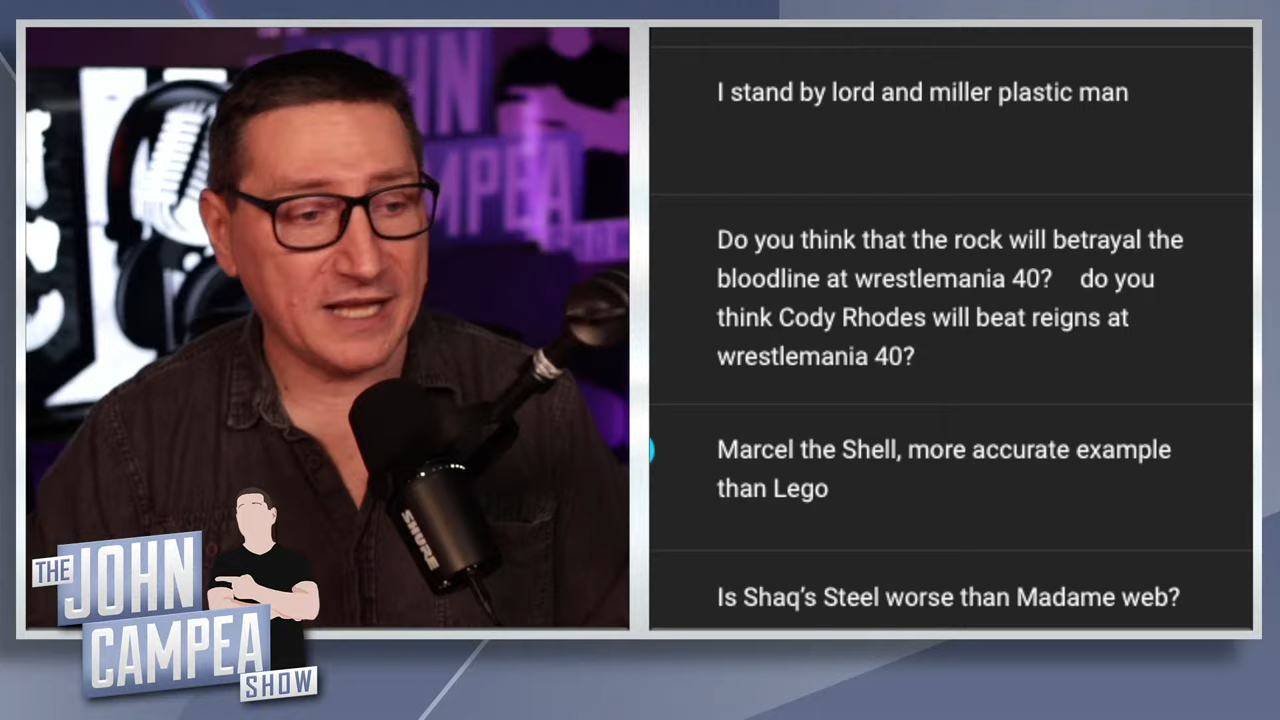 JOHN
CAMPEA
I stand by lord and miller plastic man
Do you think that the rock will betrayal the
bloodline at wrestlemania 40?    do you
think Cody Rhodes will beat reigns at
wrestlemania 40?
Marcel the Shell, more accurate example
than Lego
Is Shaq's Steel worse than Madame web?
SHURE
THE
JOHN
CAMPEA
SHOW